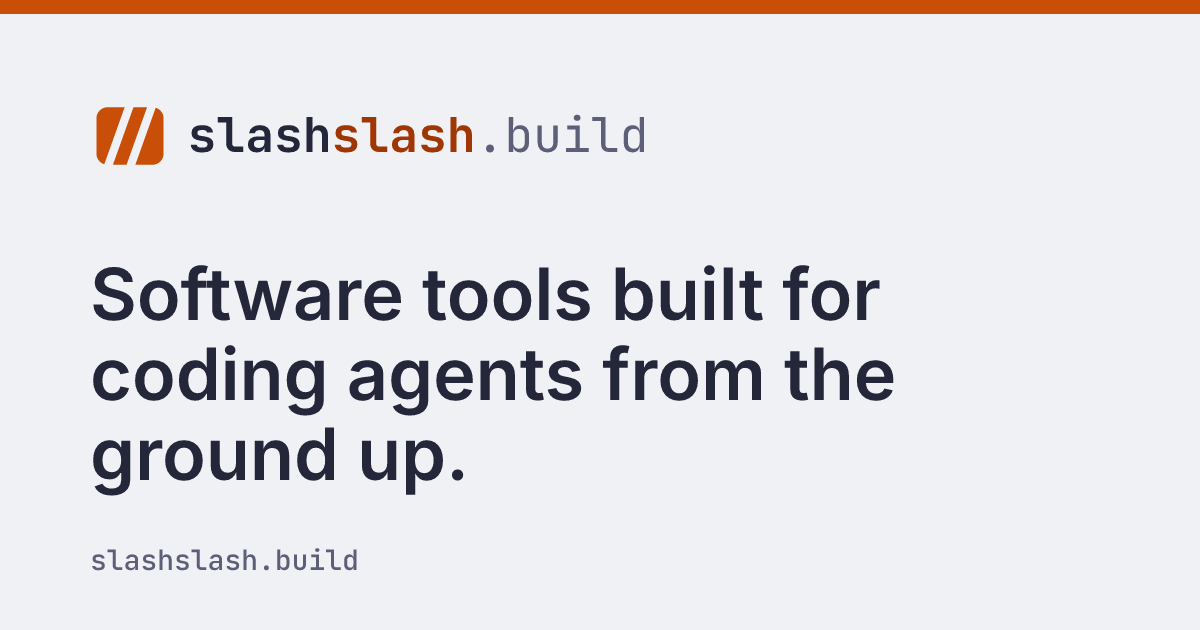 slashslash.build
Software tools built for
coding agents from the
ground up.
slashslash.build